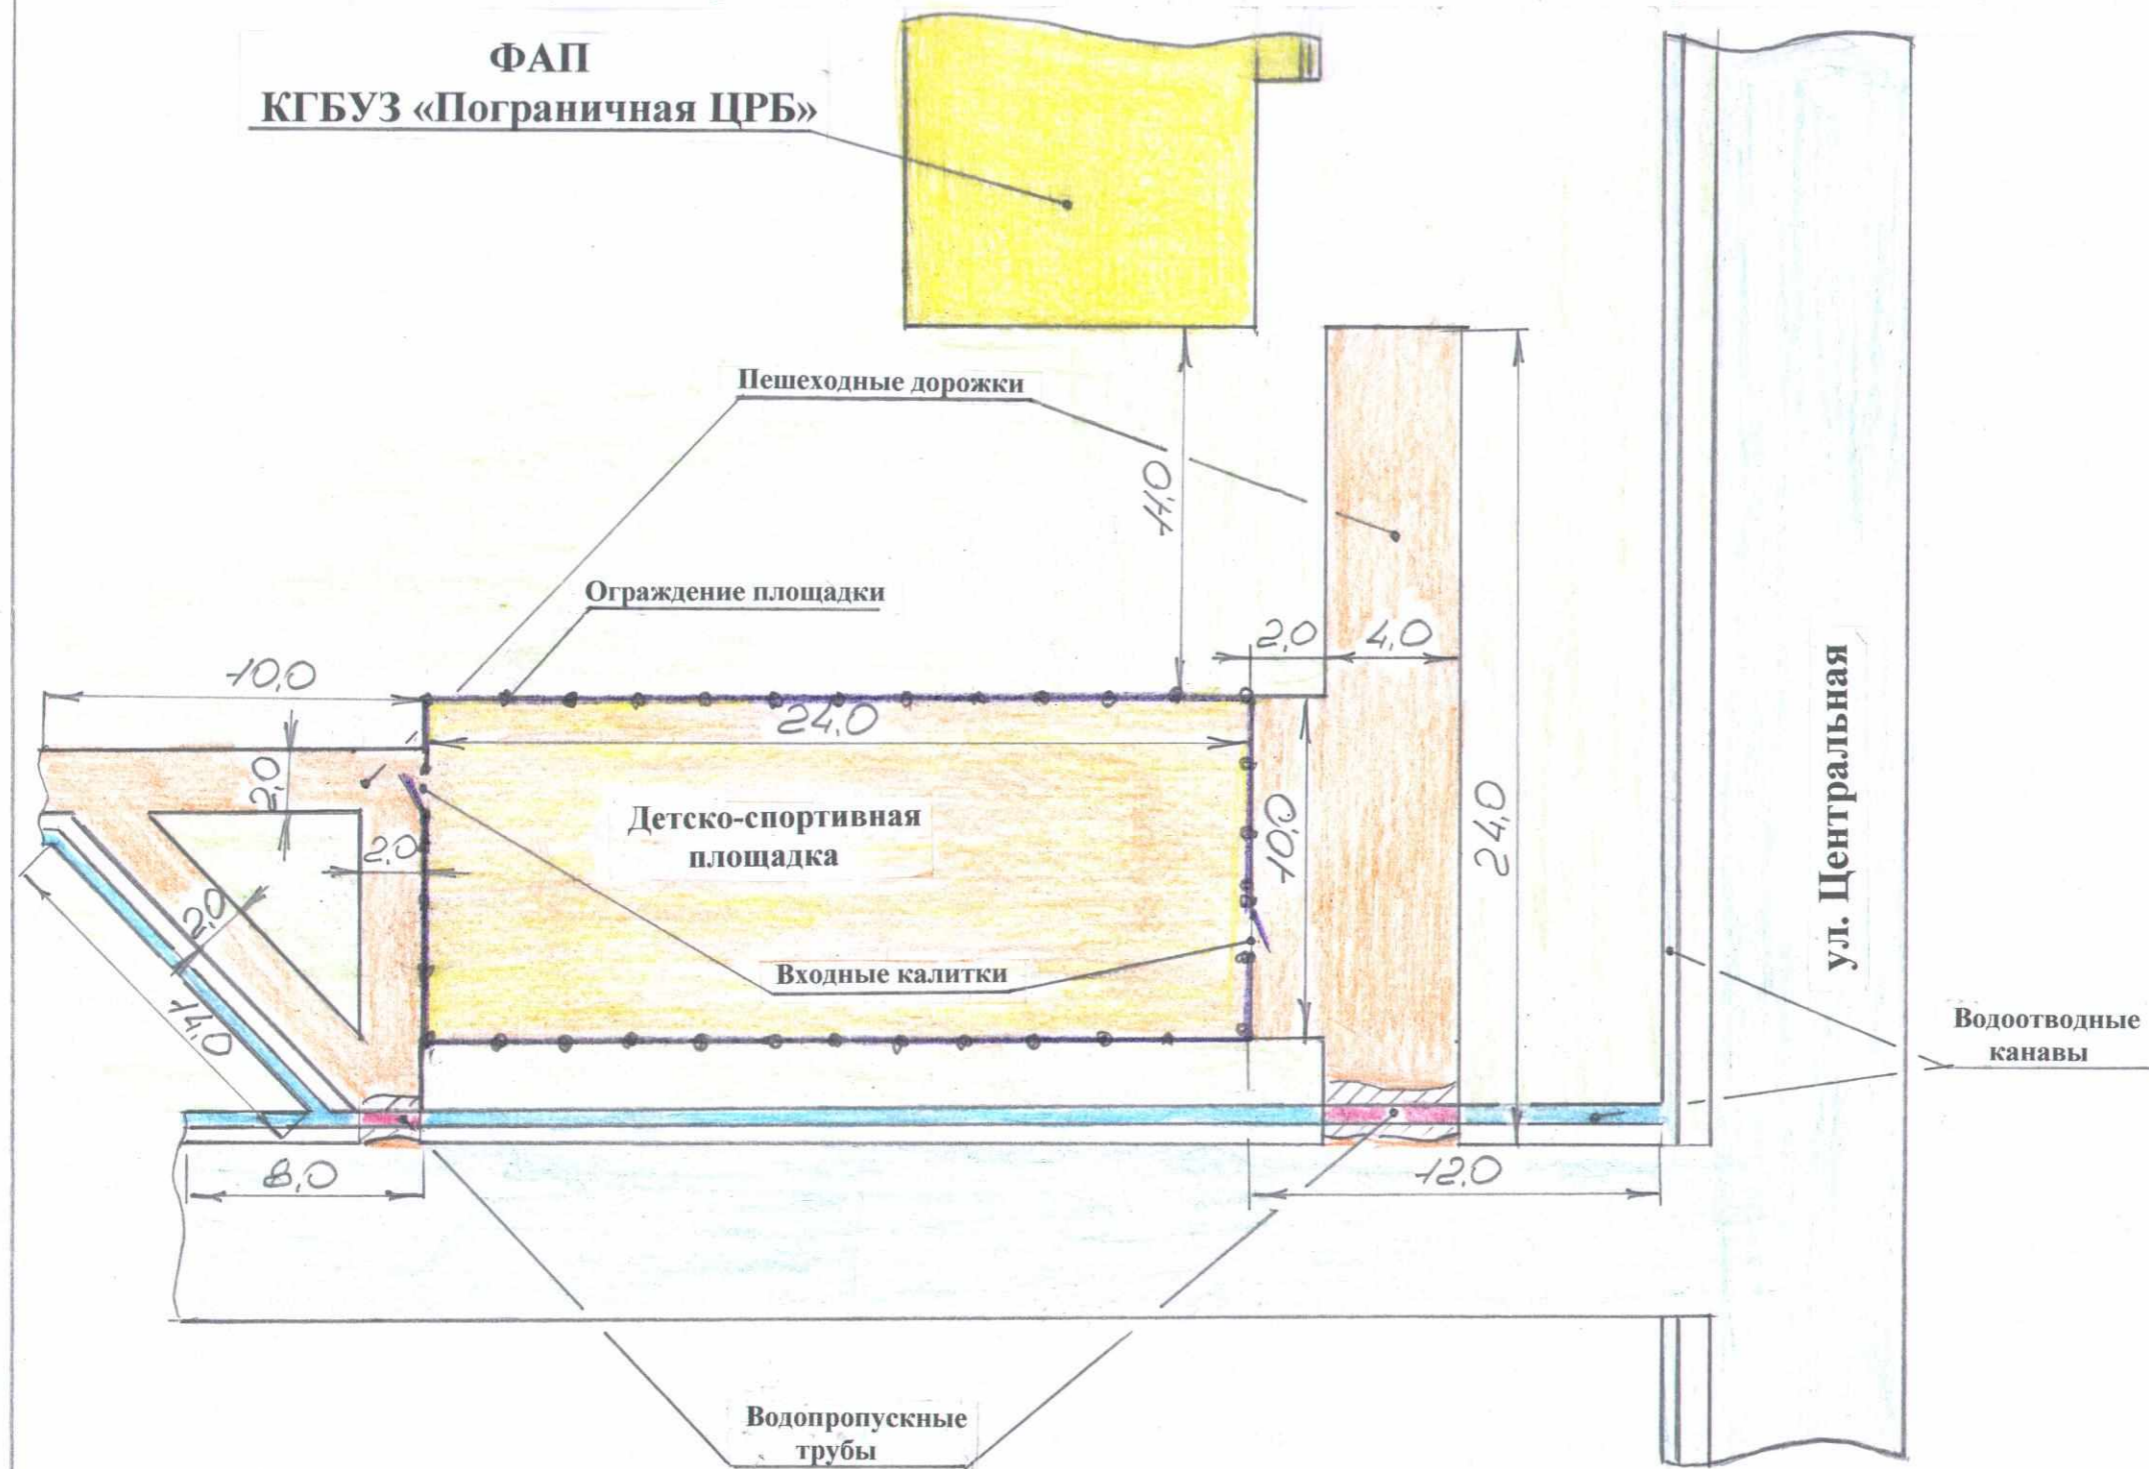 ФАП
КГБУЗ «Пограничная ЦРБ»
Пешеходные дорожки
11,0
Ограждение площадки
2,0
4,0
10,0
24,0
2,0
Детско-спортивная
площадка
2,0
10,0
24,0
ул. Центральная
2,0
Входные калитки
14,0
Водоотводные
канавы
8,0
12,0
Водопропускные
трубы